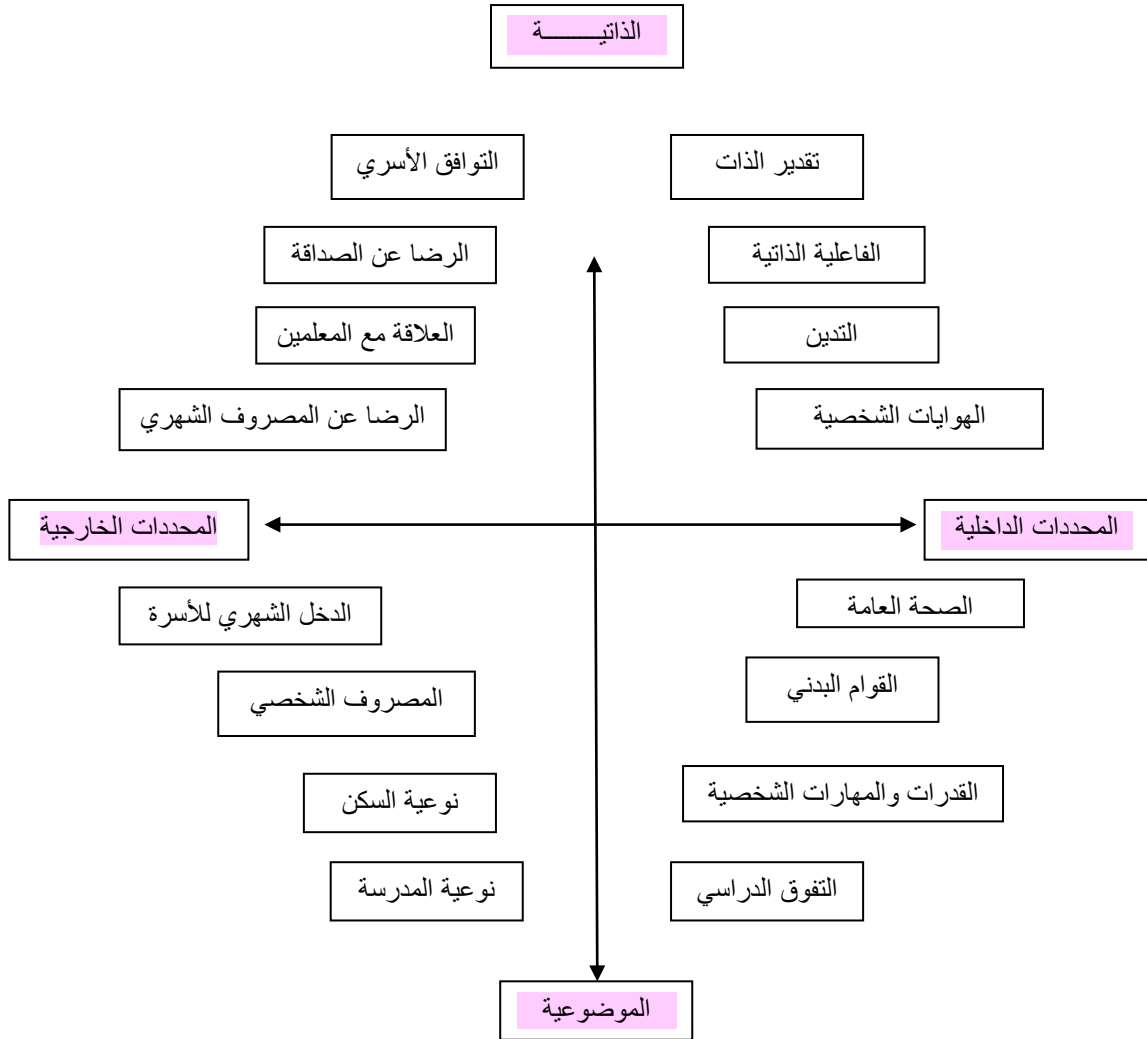 الذاتيـــــــــة
تقدير الذات
التوافق الأسري
الفاعلية الذاتية
الرضا عن الصداقة
التدين
العلاقة مع المعلمين
الهوايات الشخصية
الرضا عن المصروف الشهري
المحددات الداخلية
المحددات الخارجية
الصحة العامة
الدخل الشهري للأسرة
القوام البدني
المصروف الشخصي
القدرات والمهارات الشخصية
نوعية السكن
التفوق الدراسي
نوعية المدرسة
الموضوعية